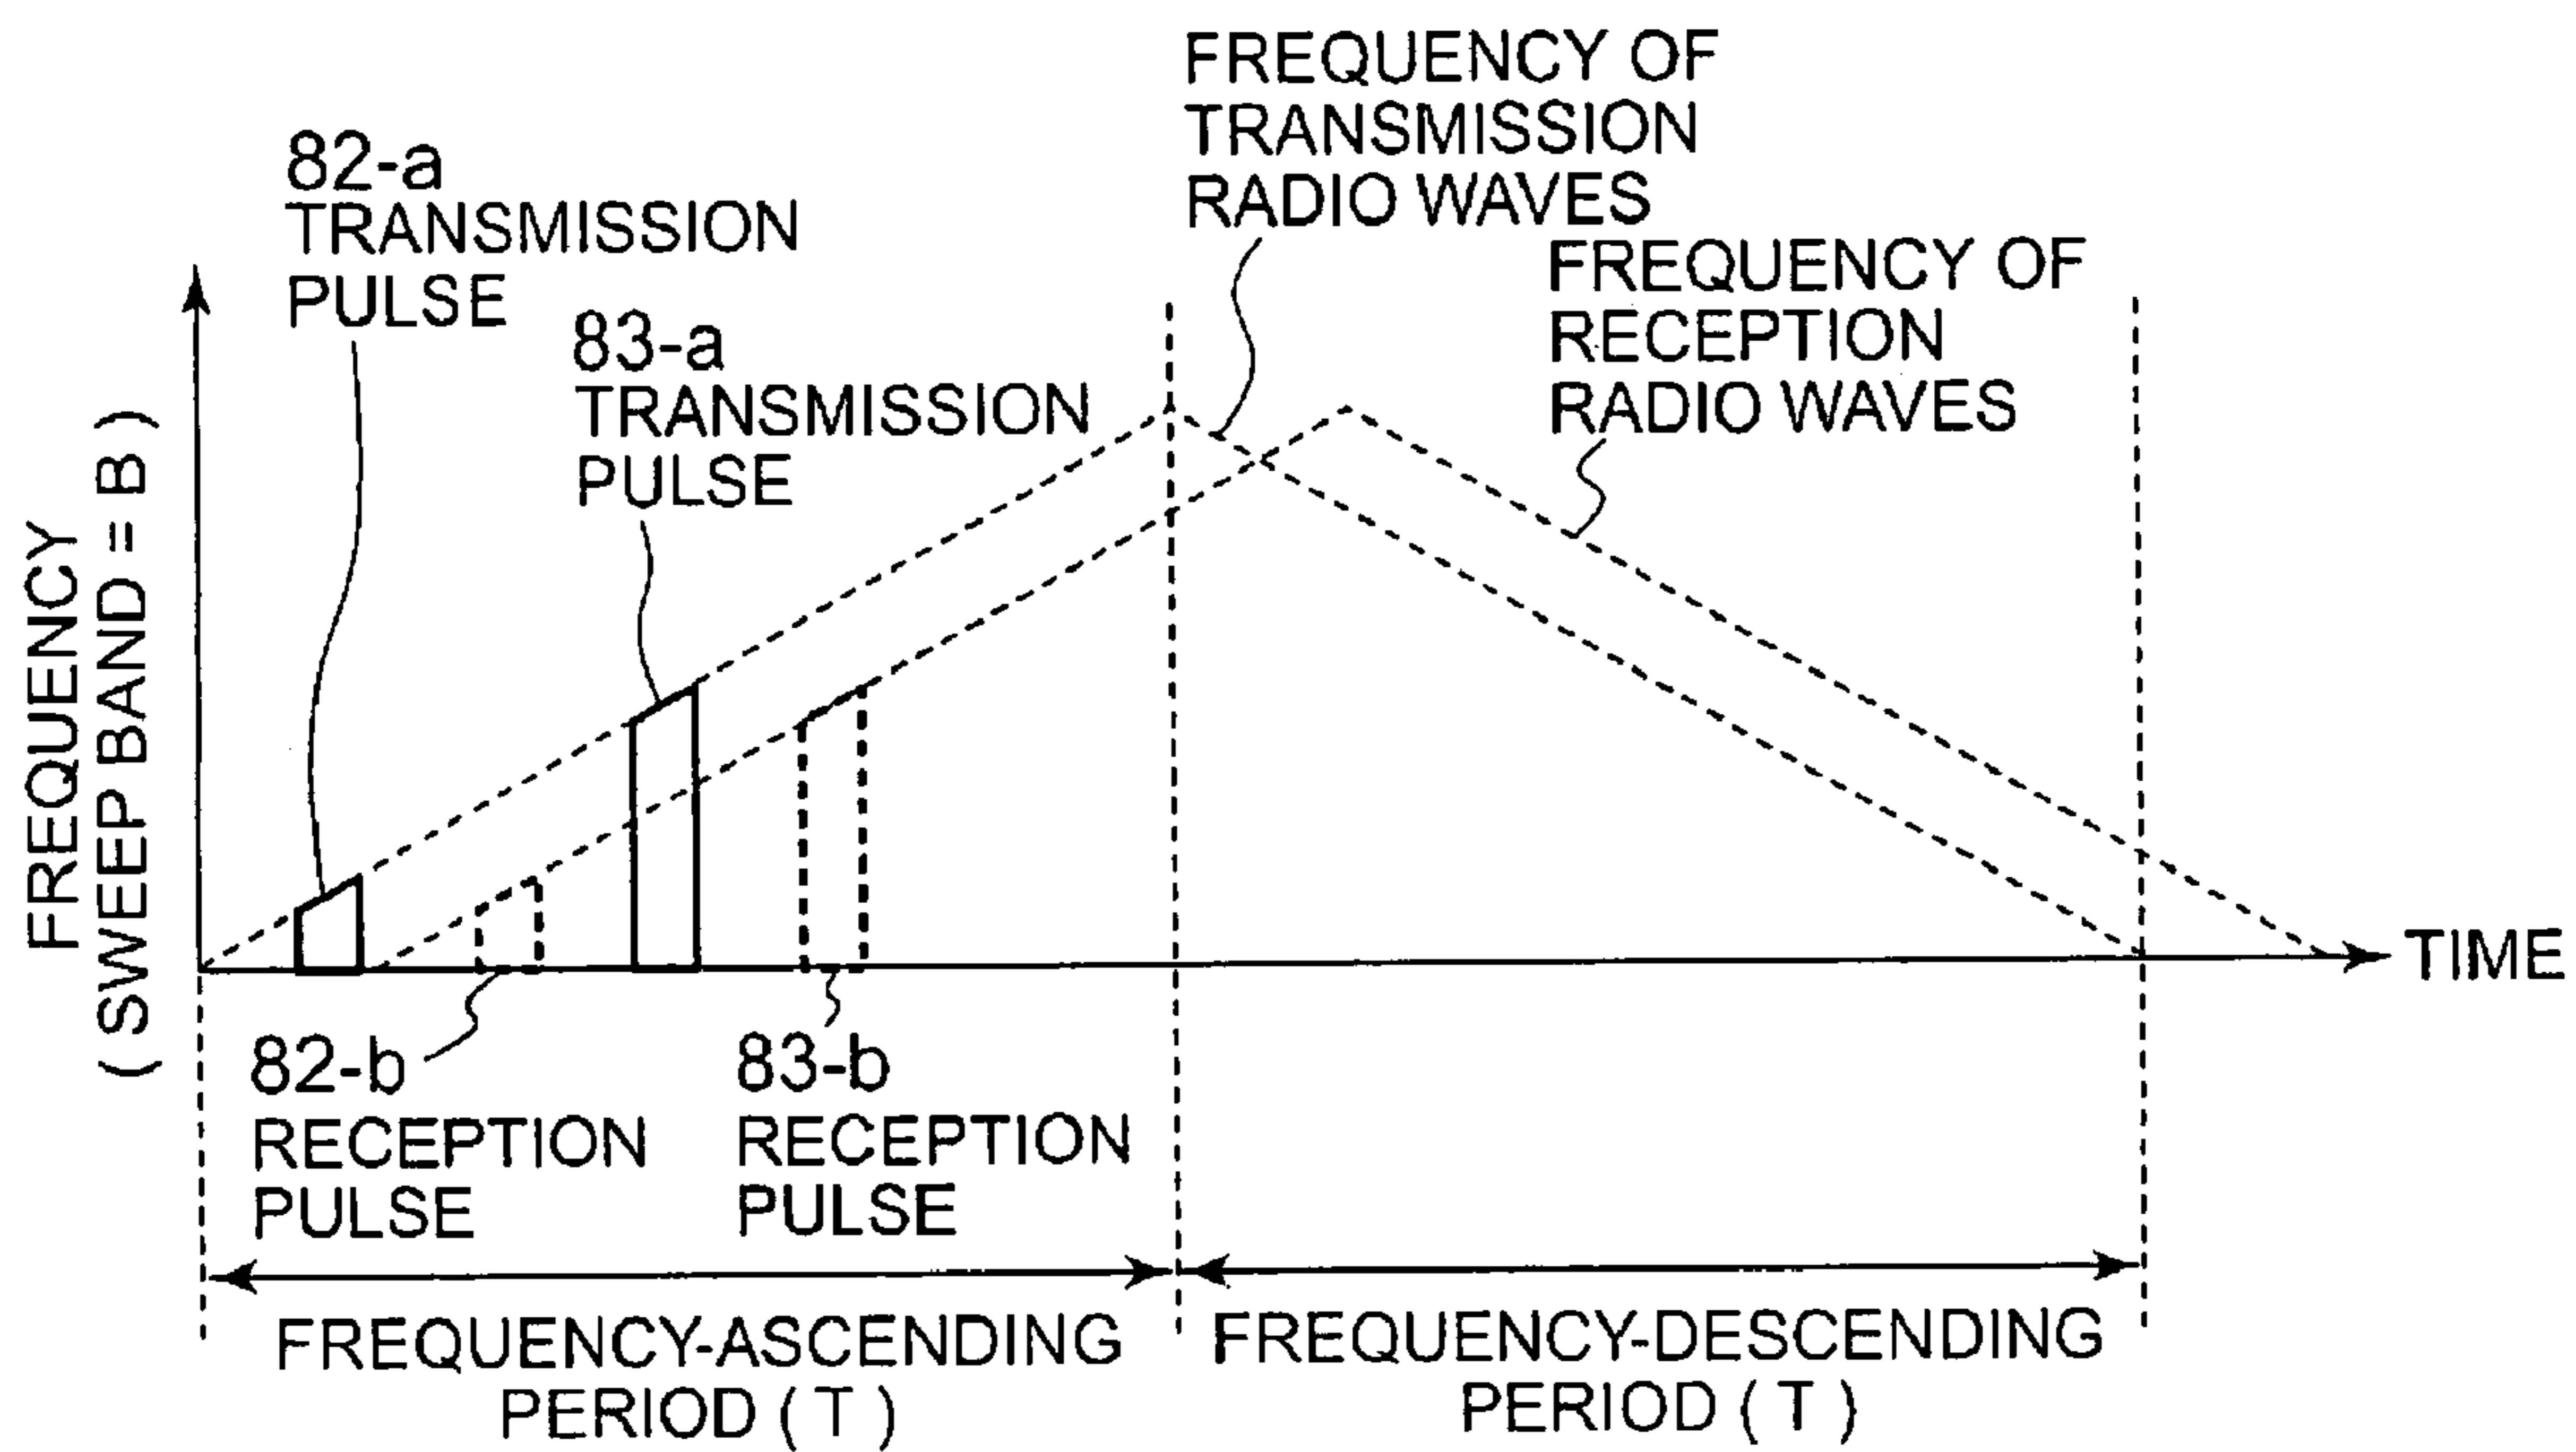 FREQUENCY OF
TRANSMISSION
RADIO WAVES
FREQUENCY OF
RECEPTION
RADIO WAVES
82-a
TRANSMISSION
PULSE
83-a
TRANSMISSION
PULSE
FREQUENCY
( SWEEP BAND = B )
TIME
82-b
RECEPTION
PULSE
83-b
RECEPTION
PULSE
FREQUENCY-ASCENDING
PERIOD ( T )
FREQUENCY-DESCENDING
PERIOD ( T )